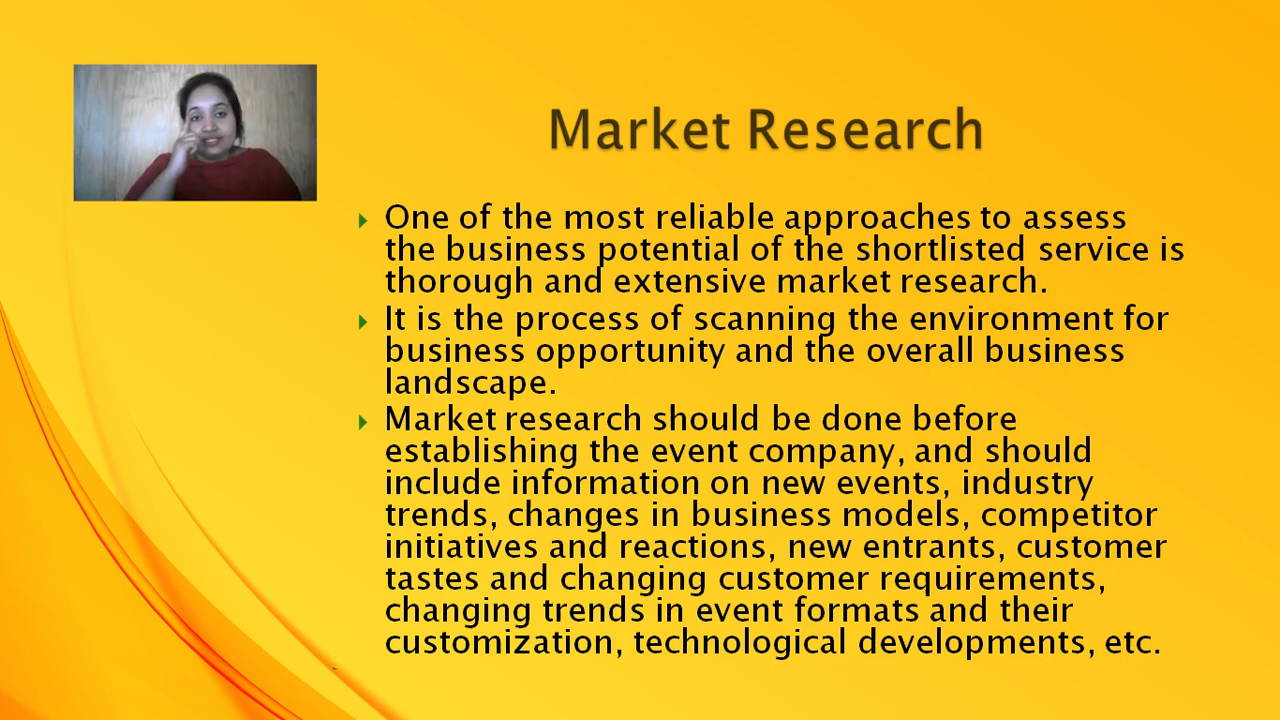 Market Research
One of the most reliable approaches to assess
the business potential of the shortlisted service is
thorough and extensive market research.
It is the process of scanning the environment for
business opportunity and the overall business
landscape.
Market research should be done before
establishing the event company, and should
include information on new events, industry
trends, changes in business models, competitor
initiatives and reactions, new entrants, customer
tastes and changing customer requirements,
changing trends in event formats and their
customization, technological developments, etc.